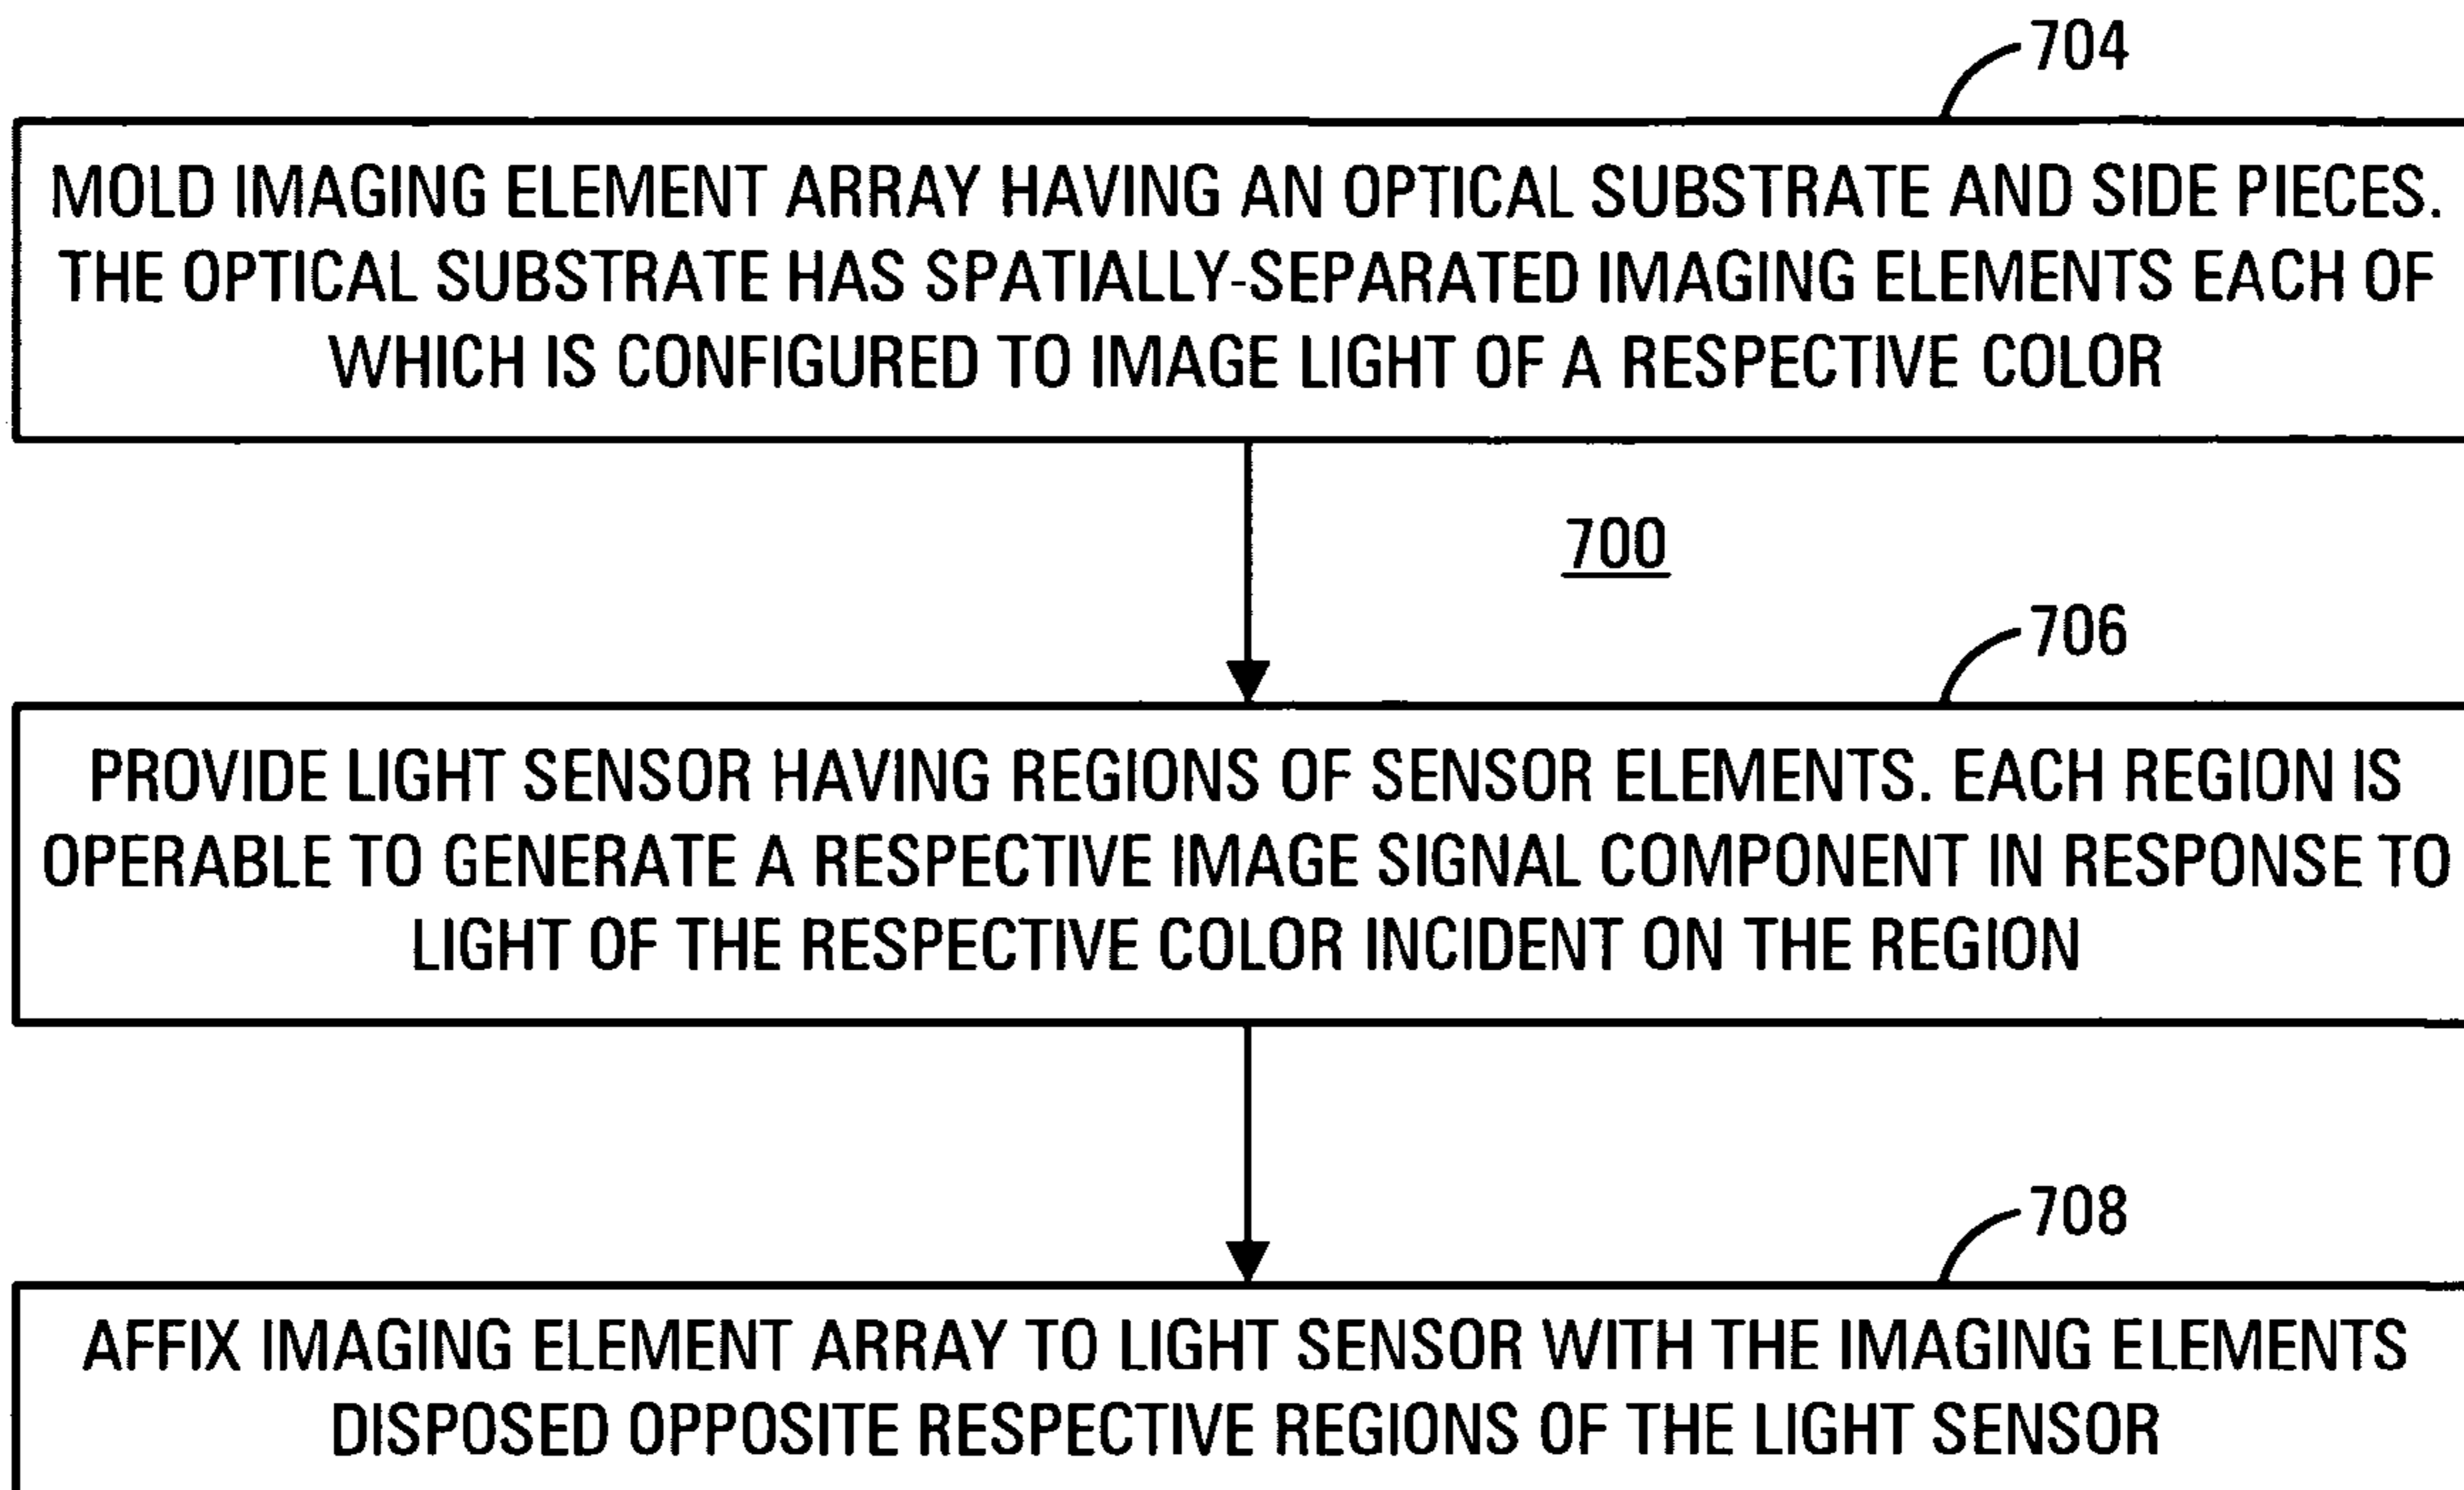 704
MOLD IMAGING ELEMENT ARRAY HAVING AN OPTICAL SUBSTRATE AND SIDE PIECES.
THE OPTICAL SUBSTRATE HAS SPATIALLY-SEPARATED IMAGING ELEMENTS EACH OF
WHICH IS CONFIGURED TO IMAGE LIGHT OF A RESPECTIVE COLOR
700
706
PROVIDE LIGHT SENSOR HAVING REGIONS OF SENSOR ELEMENTS. EACH REGION IS
OPERABLE TO GENERATE A RESPECTIVE IMAGE SIGNAL COMPONENT IN RESPONSE TO
LIGHT OF THE RESPECTIVE COLOR INCIDENT ON THE REGION
708
AFFIX IMAGING ELEMENT ARRAY TO LIGHT SENSOR WITH THE IMAGING ELEMENTS
DISPOSED OPPOSITE RESPECTIVE REGIONS OF THE LIGHT SENSOR